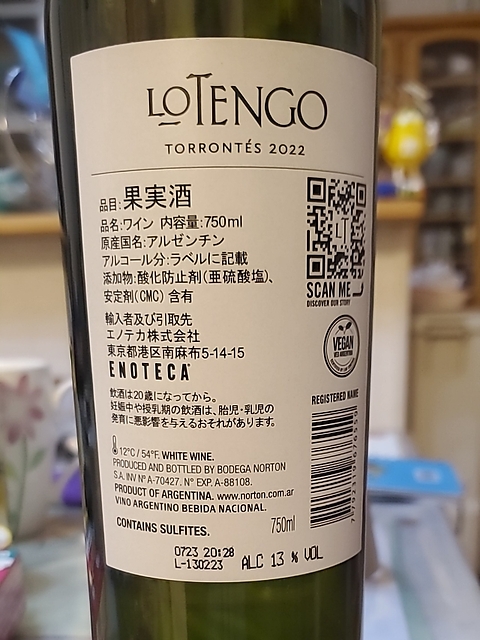 LOTENGO
TORRONTÉS 2022
品目:果実酒
品名:ワイン 内容量:750ml
原産国名:アルゼンチン
アルコール分:ラベルに記載
添加物:酸化防止剤(亜硫酸塩)、
安定剤(CMC) 含有
輸入者及び引取先
エノテカ株式会社
東京都港区南麻布5-14-15
ENOTECA
飲酒は20歳になってから。
妊娠中や授乳期の飲酒は、胎児・乳児の
発育に悪影響を与えるおそれがあります。
LT
SCAN ME
DISCOVER OUR STORY
VEGAN
REGISTERED NAME
12°C / 54°F. WHITE WINE.
PRODUCED AND BOTTLED BY BODEGA NORTON
S.A. INV Nº A-70427. Nº EXP. A-88108.
PRODUCT OF ARGENTINA. www.norton.com.ar
VINO ARGENTINO BEBIDA NACIONAL.
CONTAINS SULFITES.
750ml
0723 20:28
L-130223
ALC 13 % VOL